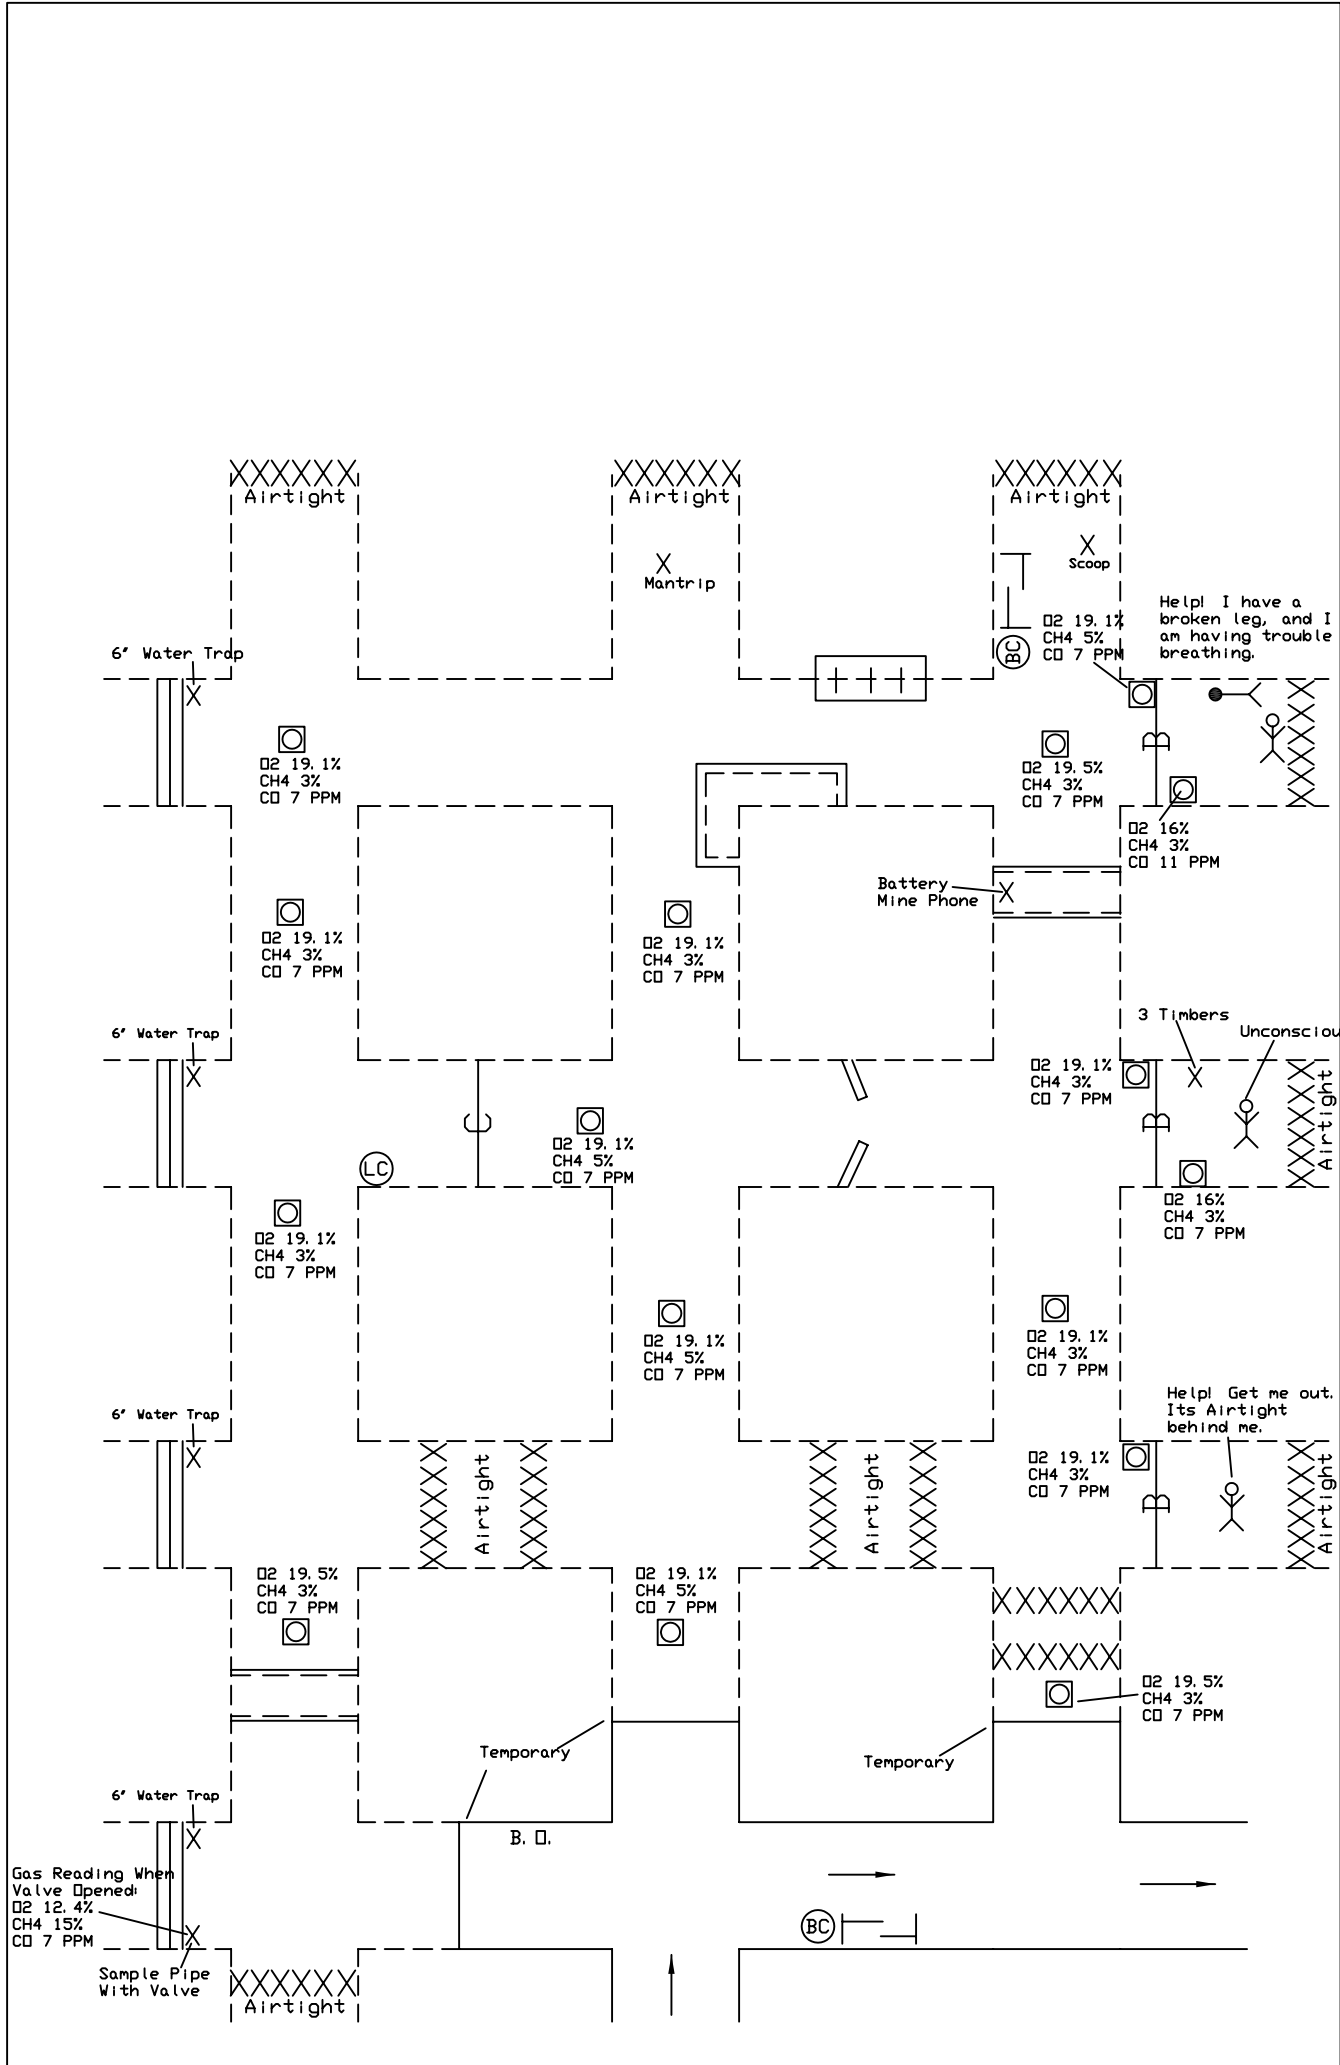 Airtight
Airtight
Airtight
Mantrip
Scoop
Help! I have a
broken leg, and I
am having trouble
breathing.
O2 19.1%
CH4 5%
CO 7 PPM
BC
6" Water Trap
O2 19.1%
CH4 3%
CO 7 PPM
O2 19.5%
CH4 3%
CO 7 PPM
B
O2 16%
CH4 3%
CO 11 PPM
Battery
Mine Phone
O2 19.1%
CH4 3%
CO 7 PPM
O2 19.1%
CH4 3%
CO 7 PPM
3 Timbers
Unconsciou
6" Water Trap
O2 19.1%
CH4 3%
CO 7 PPM
C
B
Airtight
LC
O2 19.1%
CH4 5%
CO 7 PPM
O2 16%
CH4 3%
CO 7 PPM
O2 19.1%
CH4 3%
CO 7 PPM
O2 19.1%
CH4 5%
CO 7 PPM
O2 19.1%
CH4 3%
CO 7 PPM
Help! Get me out.
Its Airtight
behind me.
6" Water Trap
Airtight
Airtight
O2 19.1%
CH4 3%
CO 7 PPM
B
Airtight
O2 19.5%
CH4 3%
CO 7 PPM
O2 19.1%
CH4 5%
CO 7 PPM
O2 19.5%
CH4 3%
CO 7 PPM
Temporary
Temporary
6" Water Trap
B. O.
Gas Reading When
Valve Opened:
O2 12.4%
CH4 15%
CO 7 PPM
BC
Sample Pipe
With Valve
Airtight